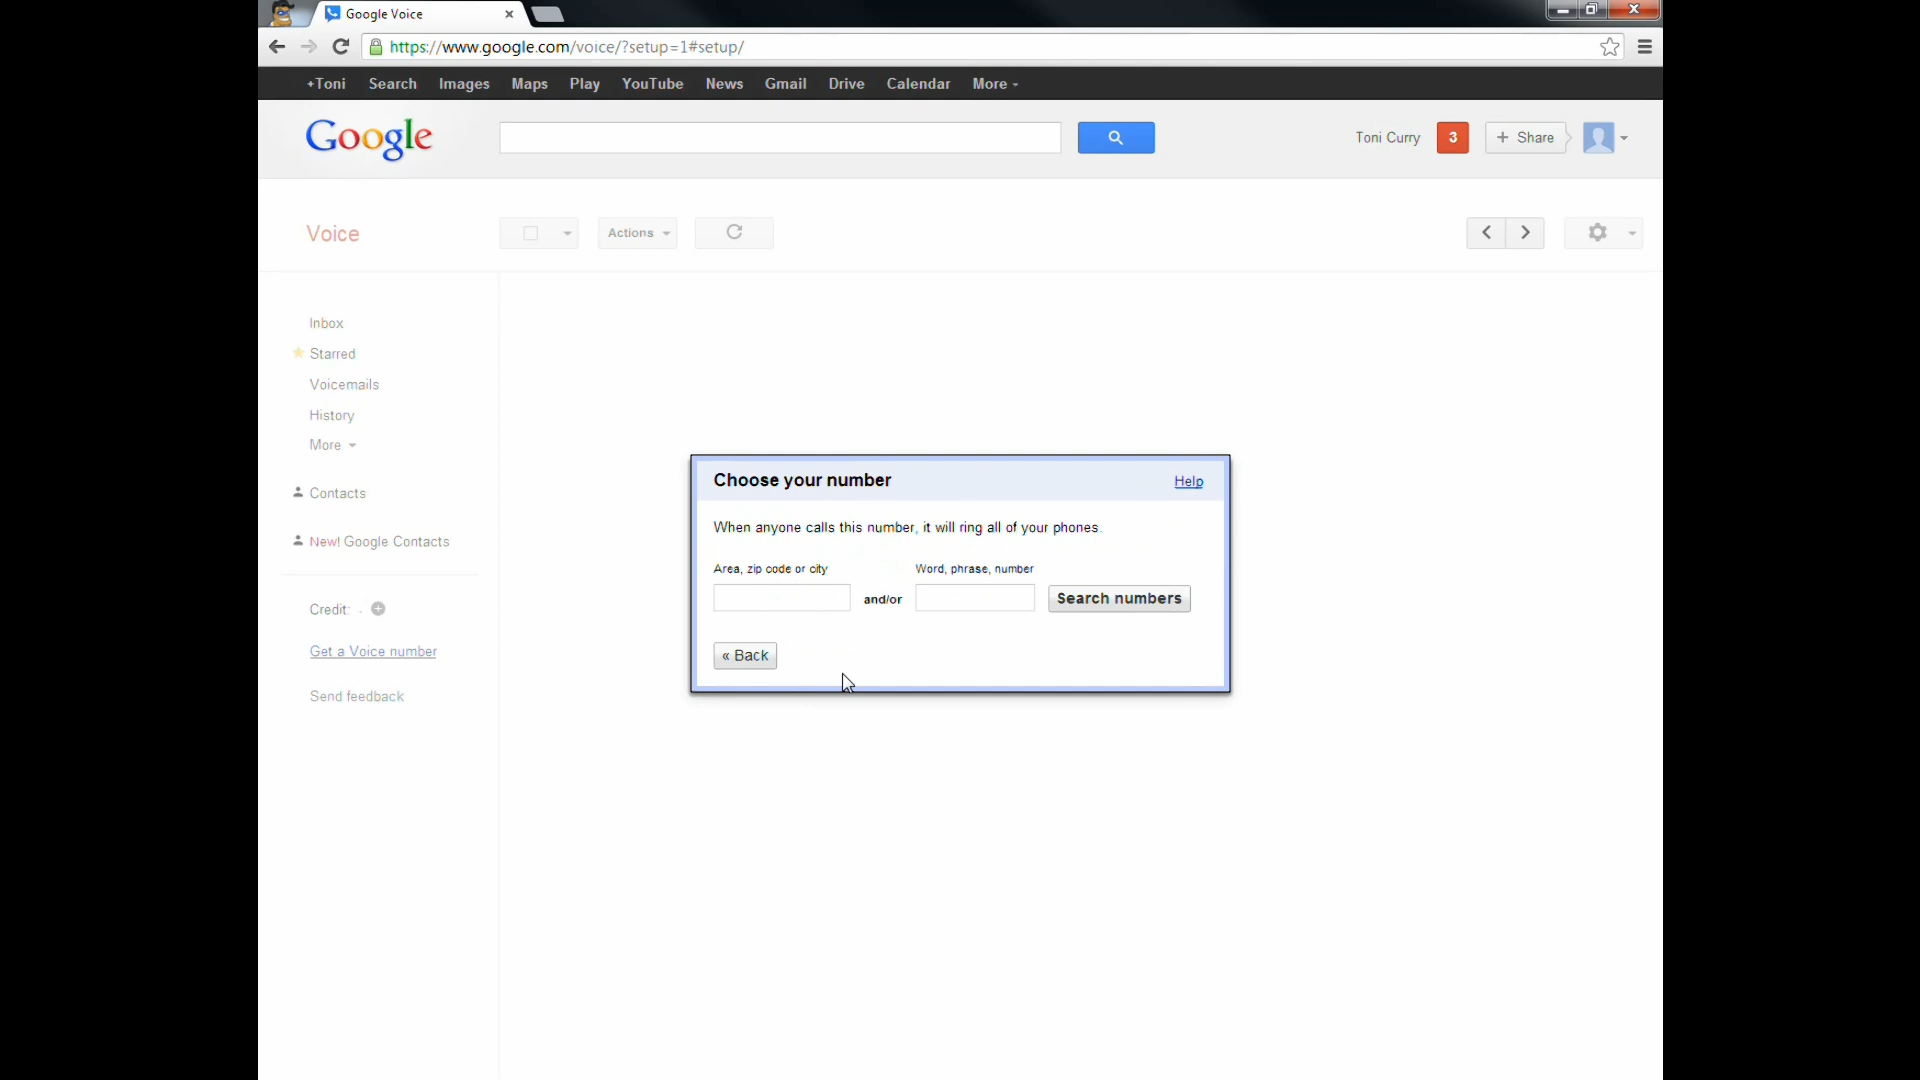 Google Voice
https://www.google.com/voice/?setup=1#setup/
+Toni Search Images Maps Play YouTube News Gmail Drive Calendar More
Google
Toni Curry 3 + Share
Voice
Actions
Inbox
Starred
Voicemails
History
More
Contacts
New! Google Contacts
Credit:
Get a Voice number
Send feedback
Choose your number Help
When anyone calls this number, it will ring all of your phones.
Area, zip code or city Word, phrase, number
and/or Search numbers
« Back